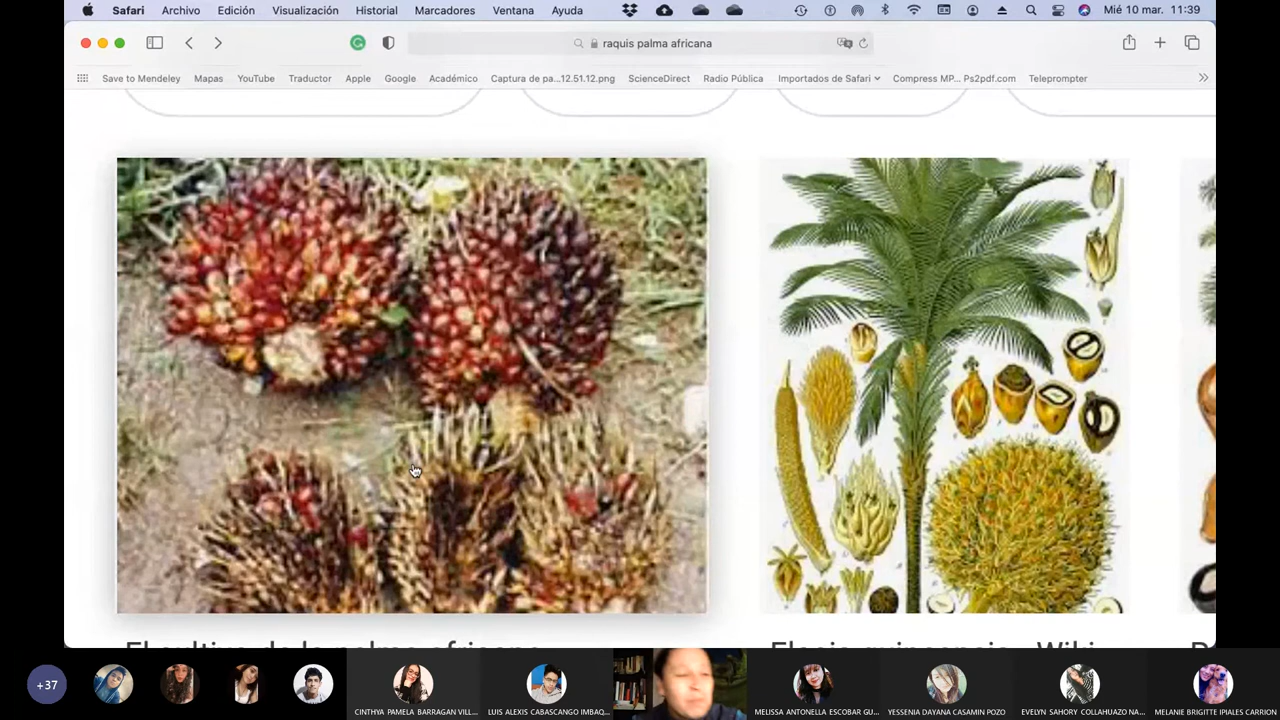 Safari Archivo Edición Visualización Historial Marcadores Ventana Ayuda Mié 10 mar. 11:39
raquis palma africana
Save to Mendeley Mapas YouTube Traductor Apple Google Académico Captura de pa...12.51.12.png ScienceDirect Radio Pública Importados de Safari Compress MP... Ps2pdf.com Teleprompter
El cultivo de la palma africana
Elaeis guineensis - Wiki
+37
CINTHYA PAMELA BARRAGAN VILL...
LUIS ALEXIS CABASCANGO IMBAQ...
MELISSA ANTONELLA ESCOBAR GU...
YESSENIA DAYANA CASAMIN POZO
EVELYN SAHORY COLLAHUAZO NA...
MELANIE BRIGITTE IPIALES CARRION